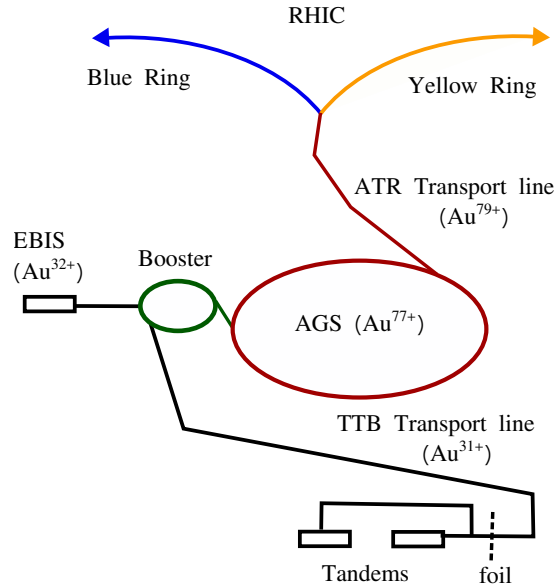 RHIC
Blue Ring
Yellow Ring
ATR Transport line
(Au⁷⁹⁺)
EBIS
(Au³²⁺)
Booster
AGS (Au⁷⁷⁺)
TTB Transport line
(Au³¹⁺)
Tandems
foil